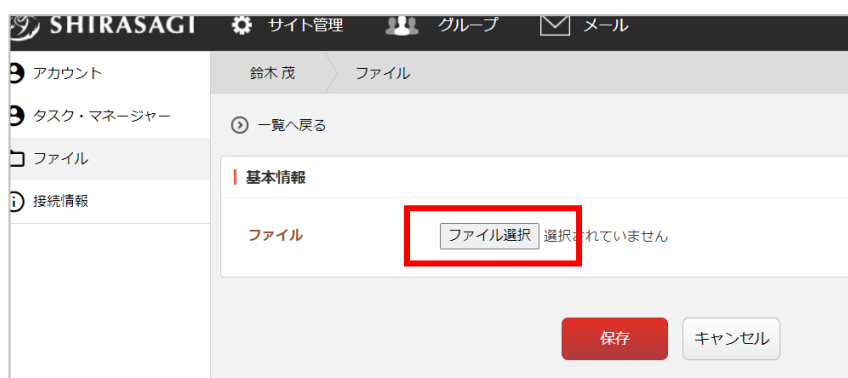 SHIRASAGI サイト管理 グループ メール
アカウント
鈴木 茂 ファイル
タスク・マネージャー
一覧へ戻る
ファイル
基本情報
接続情報
ファイル ファイル選択 選択されていません
保存 キャンセル